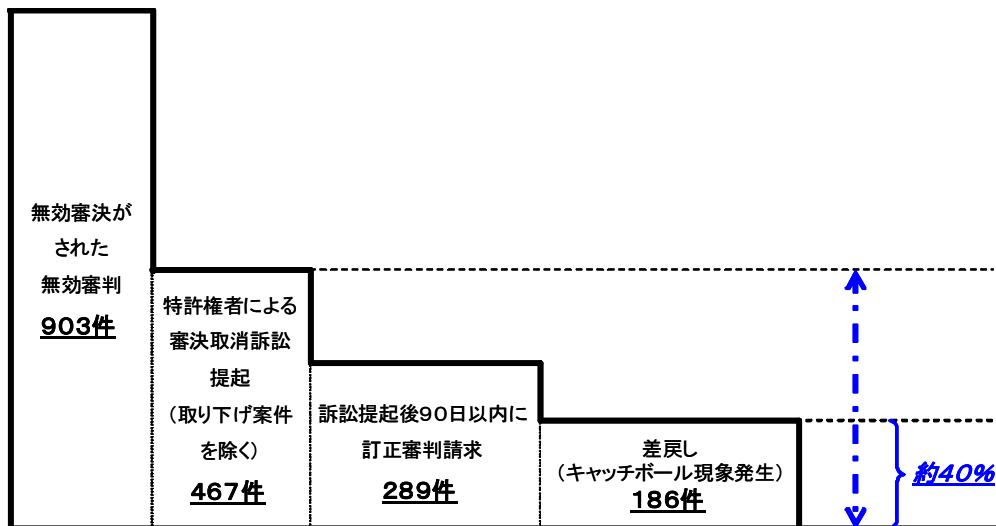 無効審決が
された
無効審判
903件
特許権者による
審決取消訴訟
提起
(取り下げ案件
を除く)
467件
訴訟提起後90日以内に
訂正審判請求
289件
差戻し
(キャッチボール現象発生)
186件
約40%